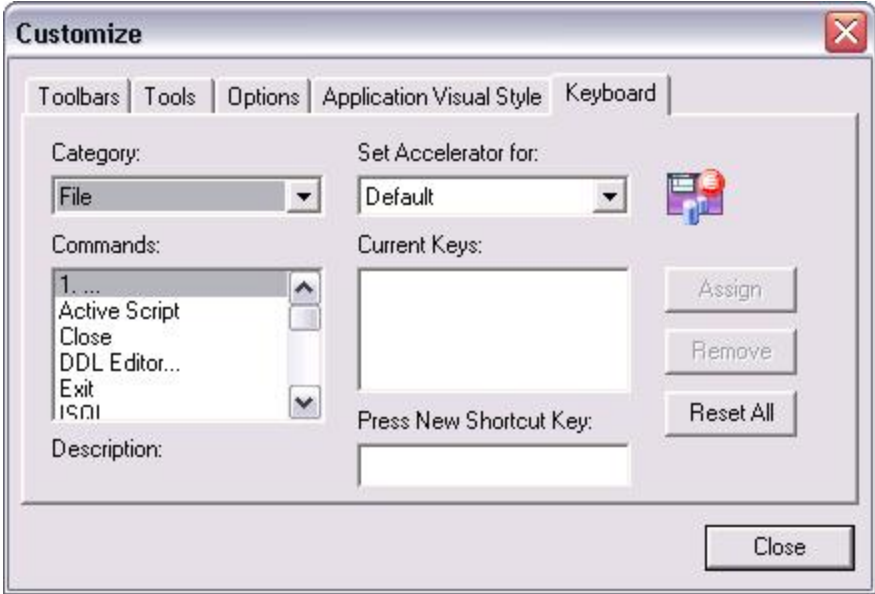 Customize
Toolbars Tools Options Application Visual Style Keyboard
Category:
Set Accelerator for:
File
Default
Commands:
Current Keys:
1. ...
Active Script
Close
DDL Editor...
Exit
Assign
Remove
Reset All
Press New Shortcut Key:
Description:
Close